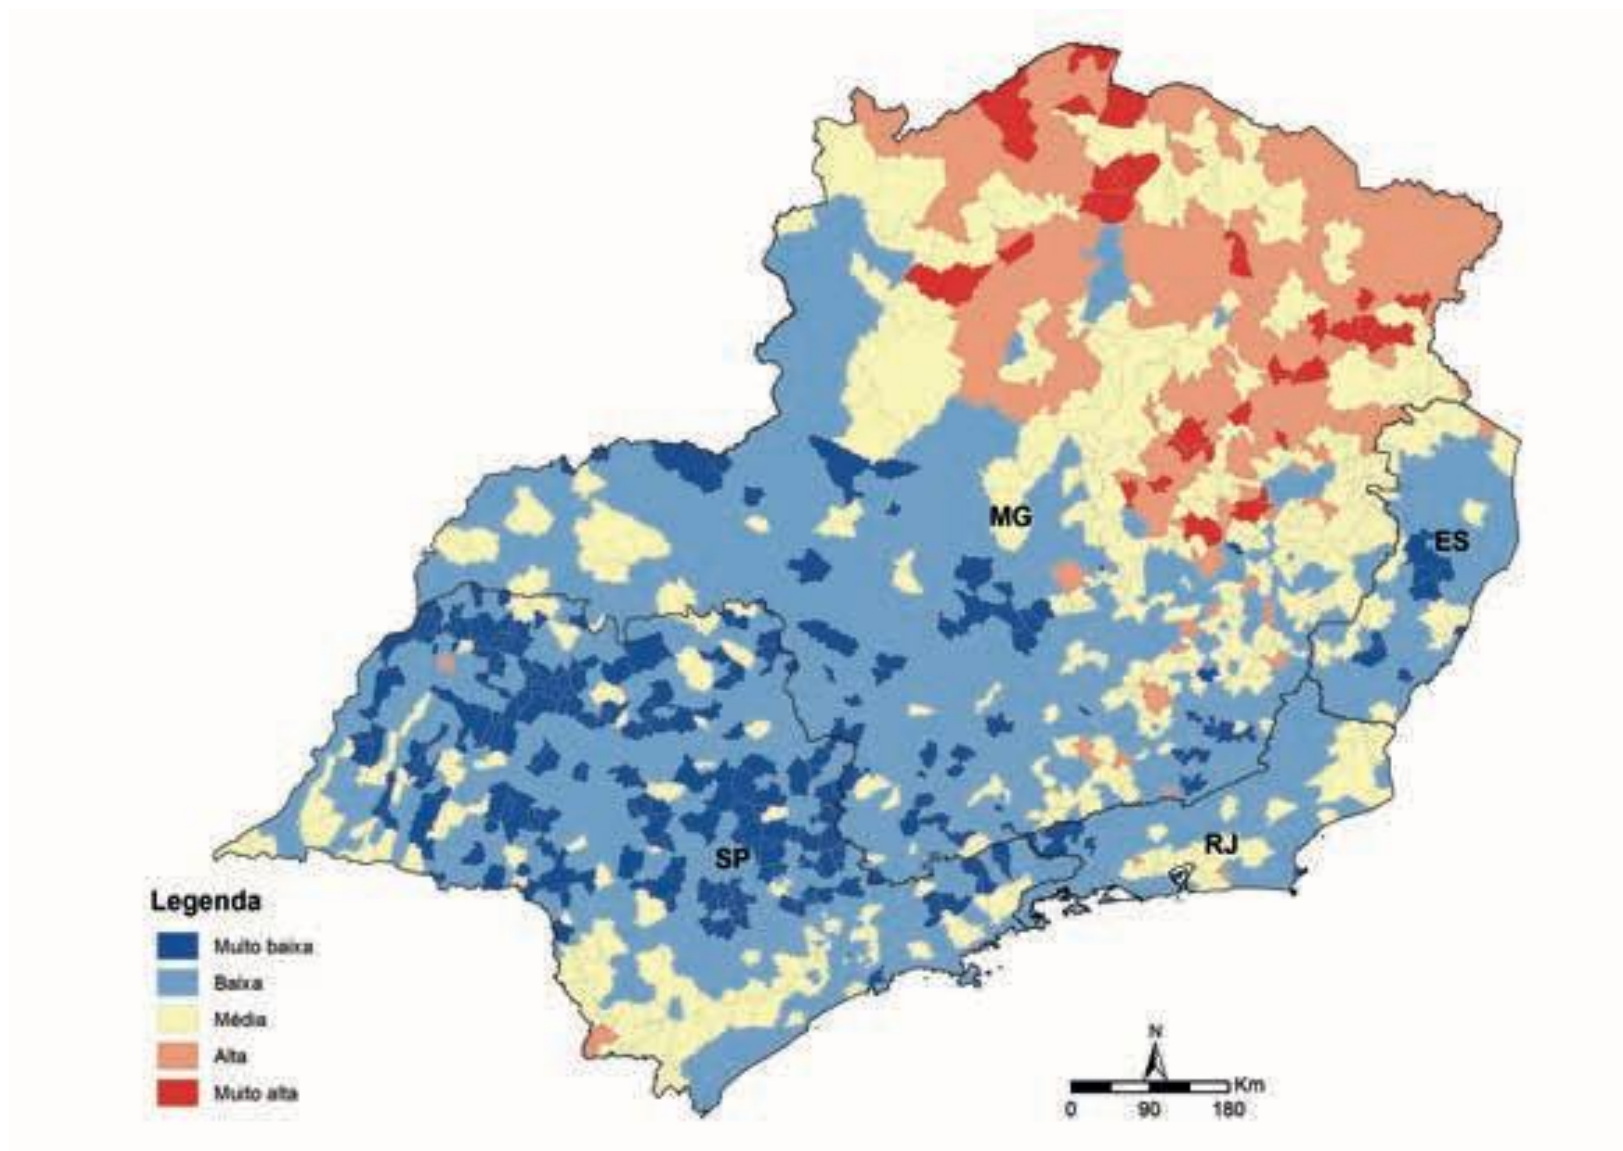 MG
ES
SP
RJ
Legenda
Muito baixa
Baixa
Média
Alta
Muito alta
N
Km
0 90 180